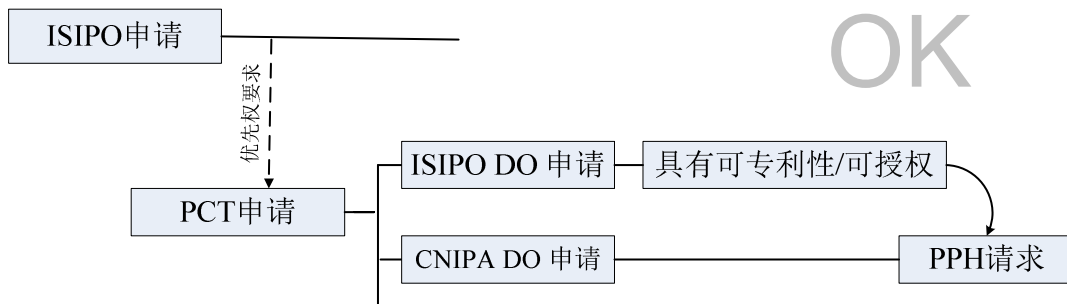 ISIPO申请
OK
优先权要求
ISIPO DO 申请
具有可专利性/可授权
PCT申请
CNIPA DO 申请
PPH请求